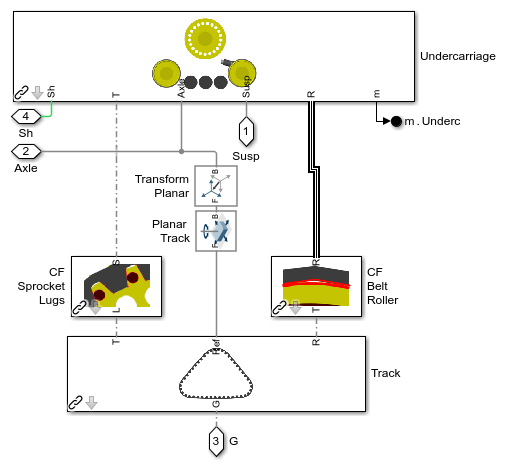 Undercarriage
Sh
T
Axle
Susp
R
m
4
Sh
1
Susp
m . Underc
2
Axle
Transform
Planar
B
F
Planar
Track
B
F
CF
Sprocket
Lugs
S
L
R
T
CF
Belt
Roller
T
Ref
R
G
Track
3
G